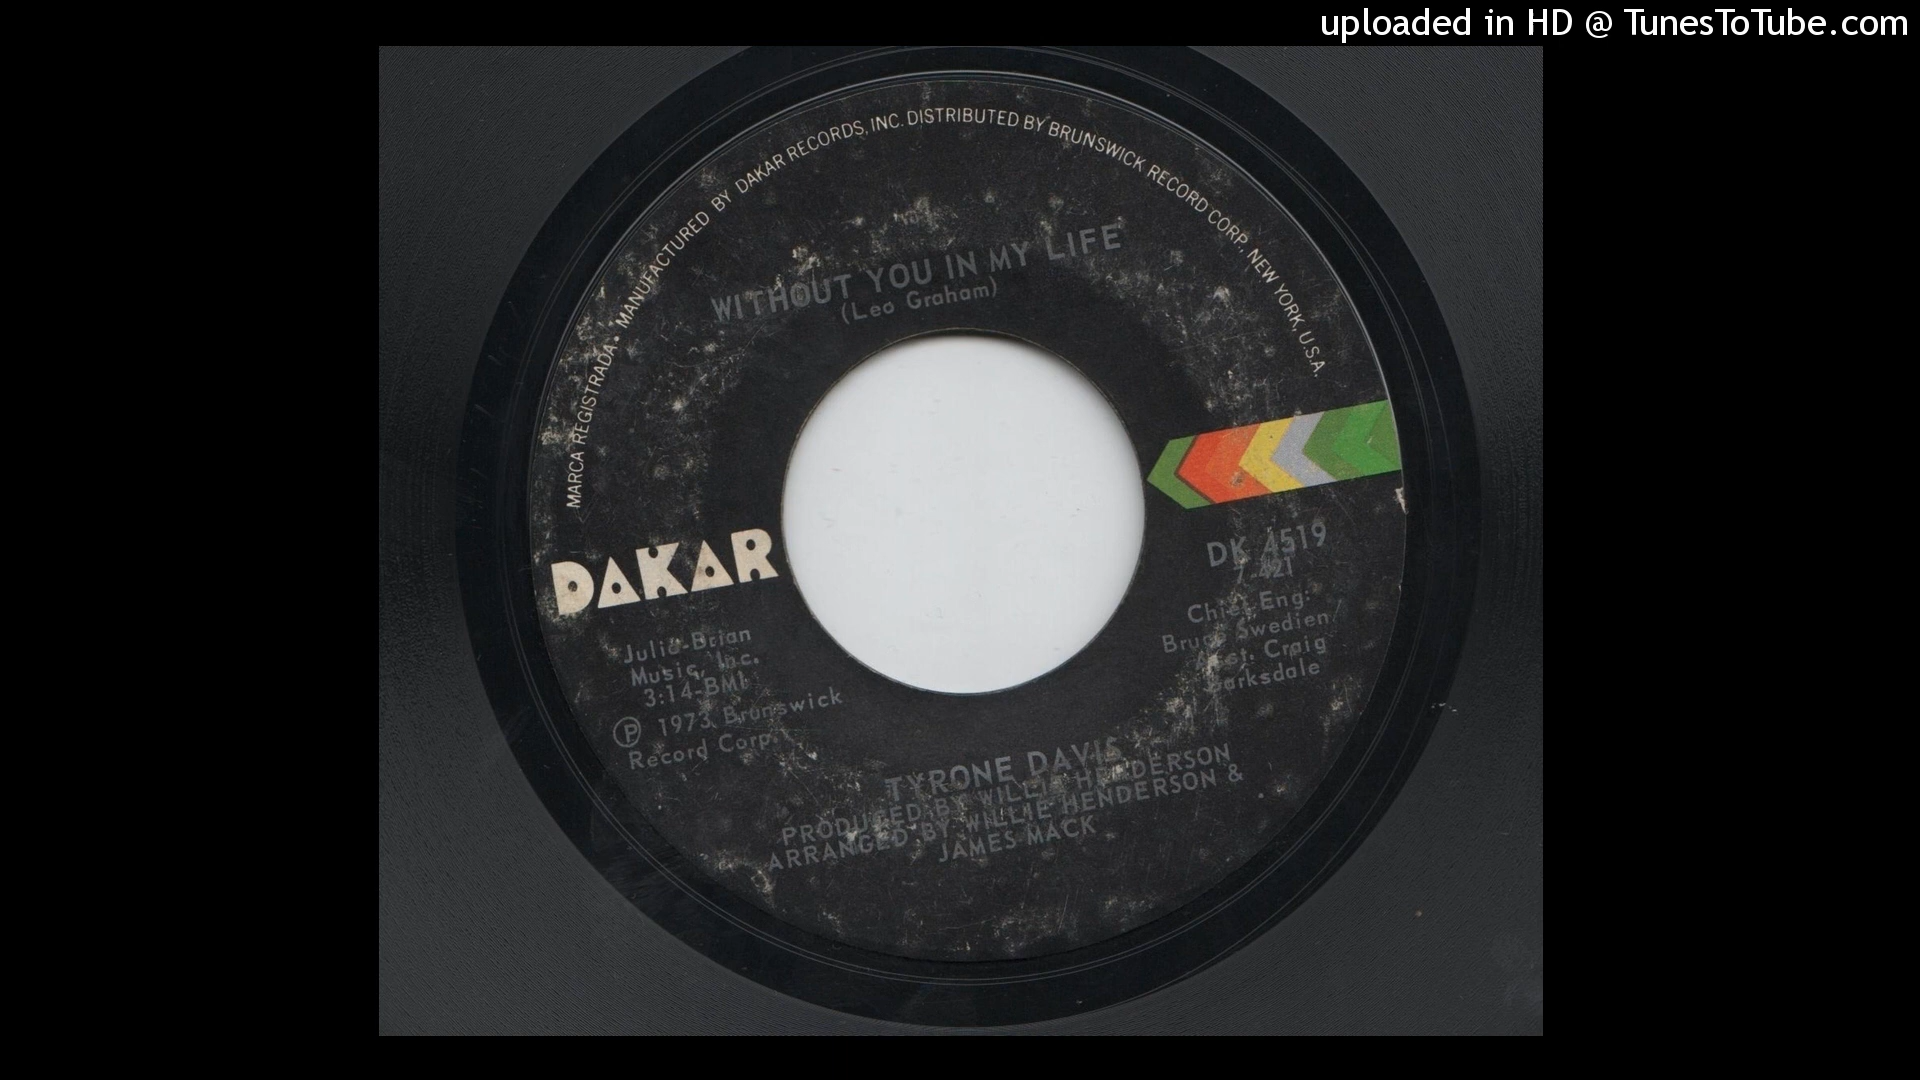 uploaded in HD @ TunesToTube.com
MARCA REGISTRADA • MANUFACTURED BY DAKAR RECORDS, INC. DISTRIBUTED BY BRUNSWICK RECORD CORP., NEW YORK, U.S.A.
WITHOUT YOU IN MY LIFE
(Leo Graham)
DAKAR
DK 4519
Chief Eng:
Bruce Swedien
Asst. Craig
Barksdale
Julio-Brian
Music, Inc.
3:14-BMI
Ⓟ 1973 Brunswick
Record Corp.
TYRONE DAVIS
PRODUCED BY WILLIE HENDERSON
ARRANGED BY WILLIE HENDERSON &
JAMES MACK